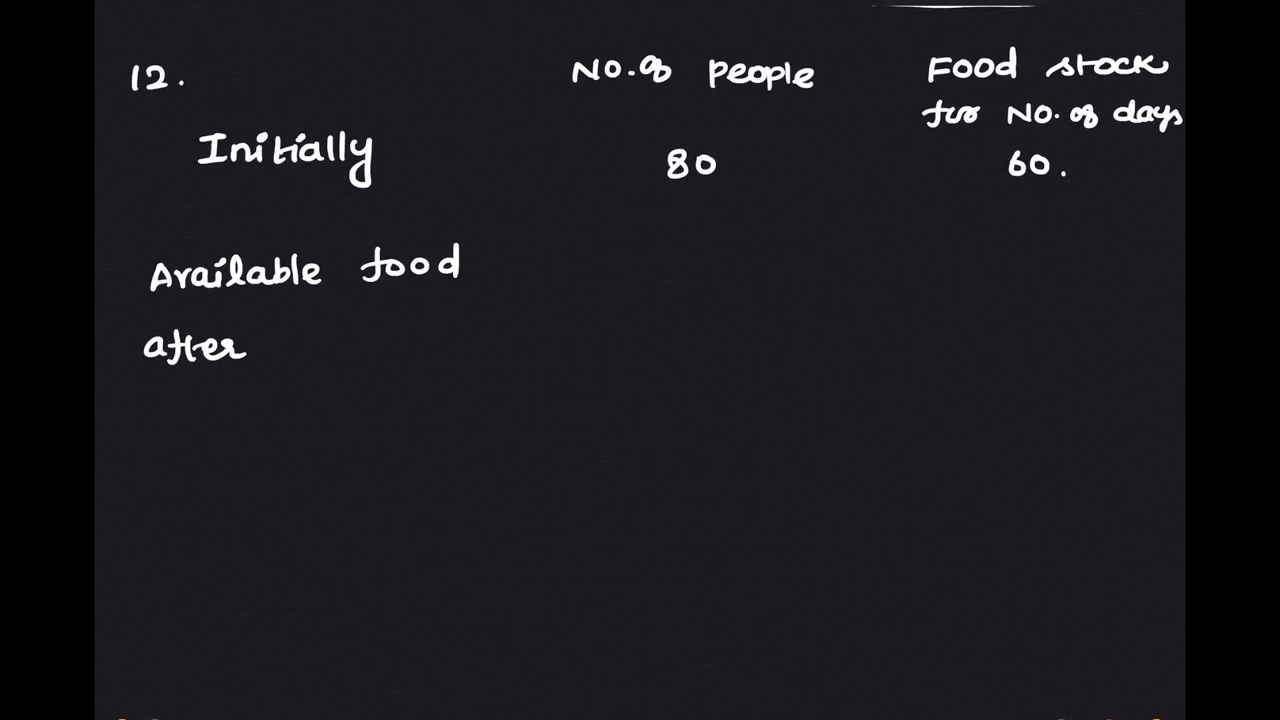 12. No. of people Food stock
for No. of days
Initially 80 60.
Available food
after